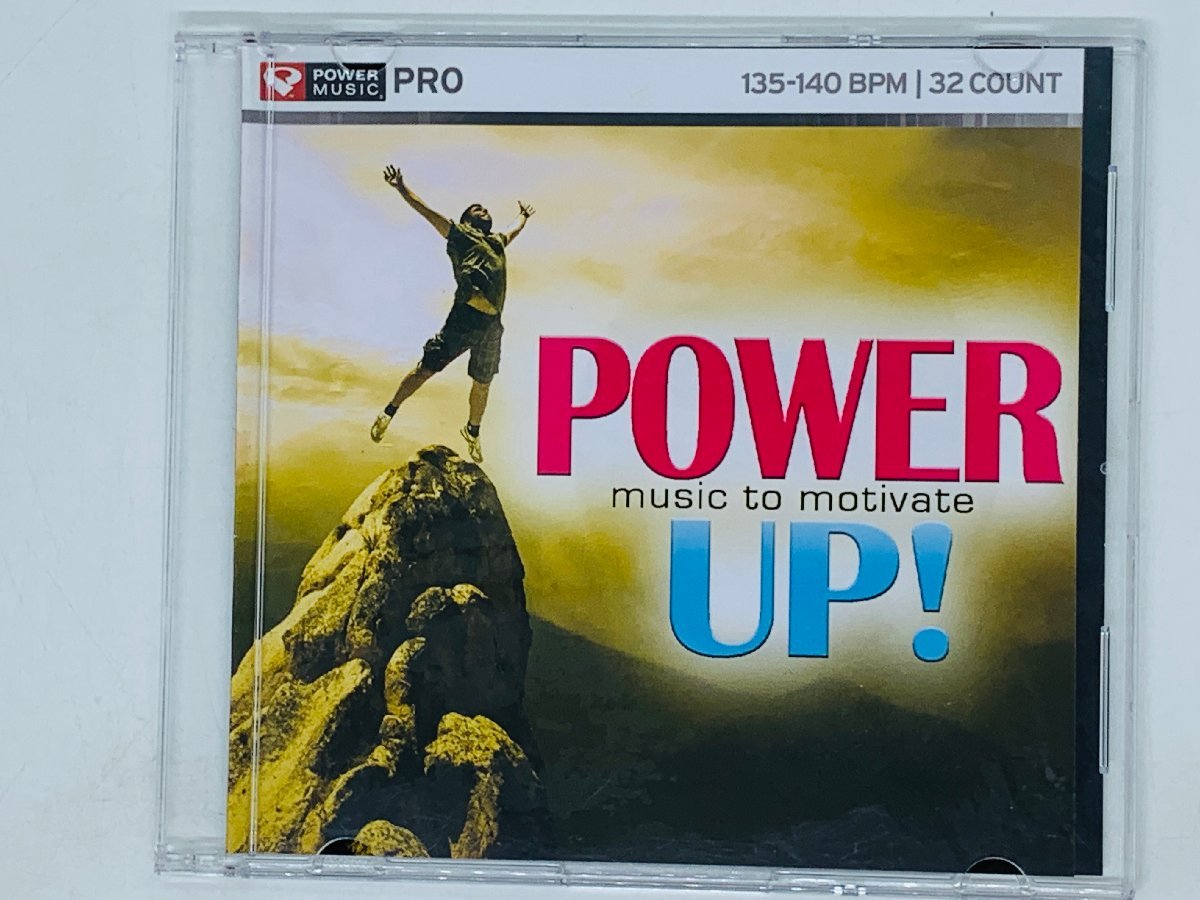 POWER MUSIC PRO
135-140 BPM | 32 COUNT
POWER
music to motivate
UP!